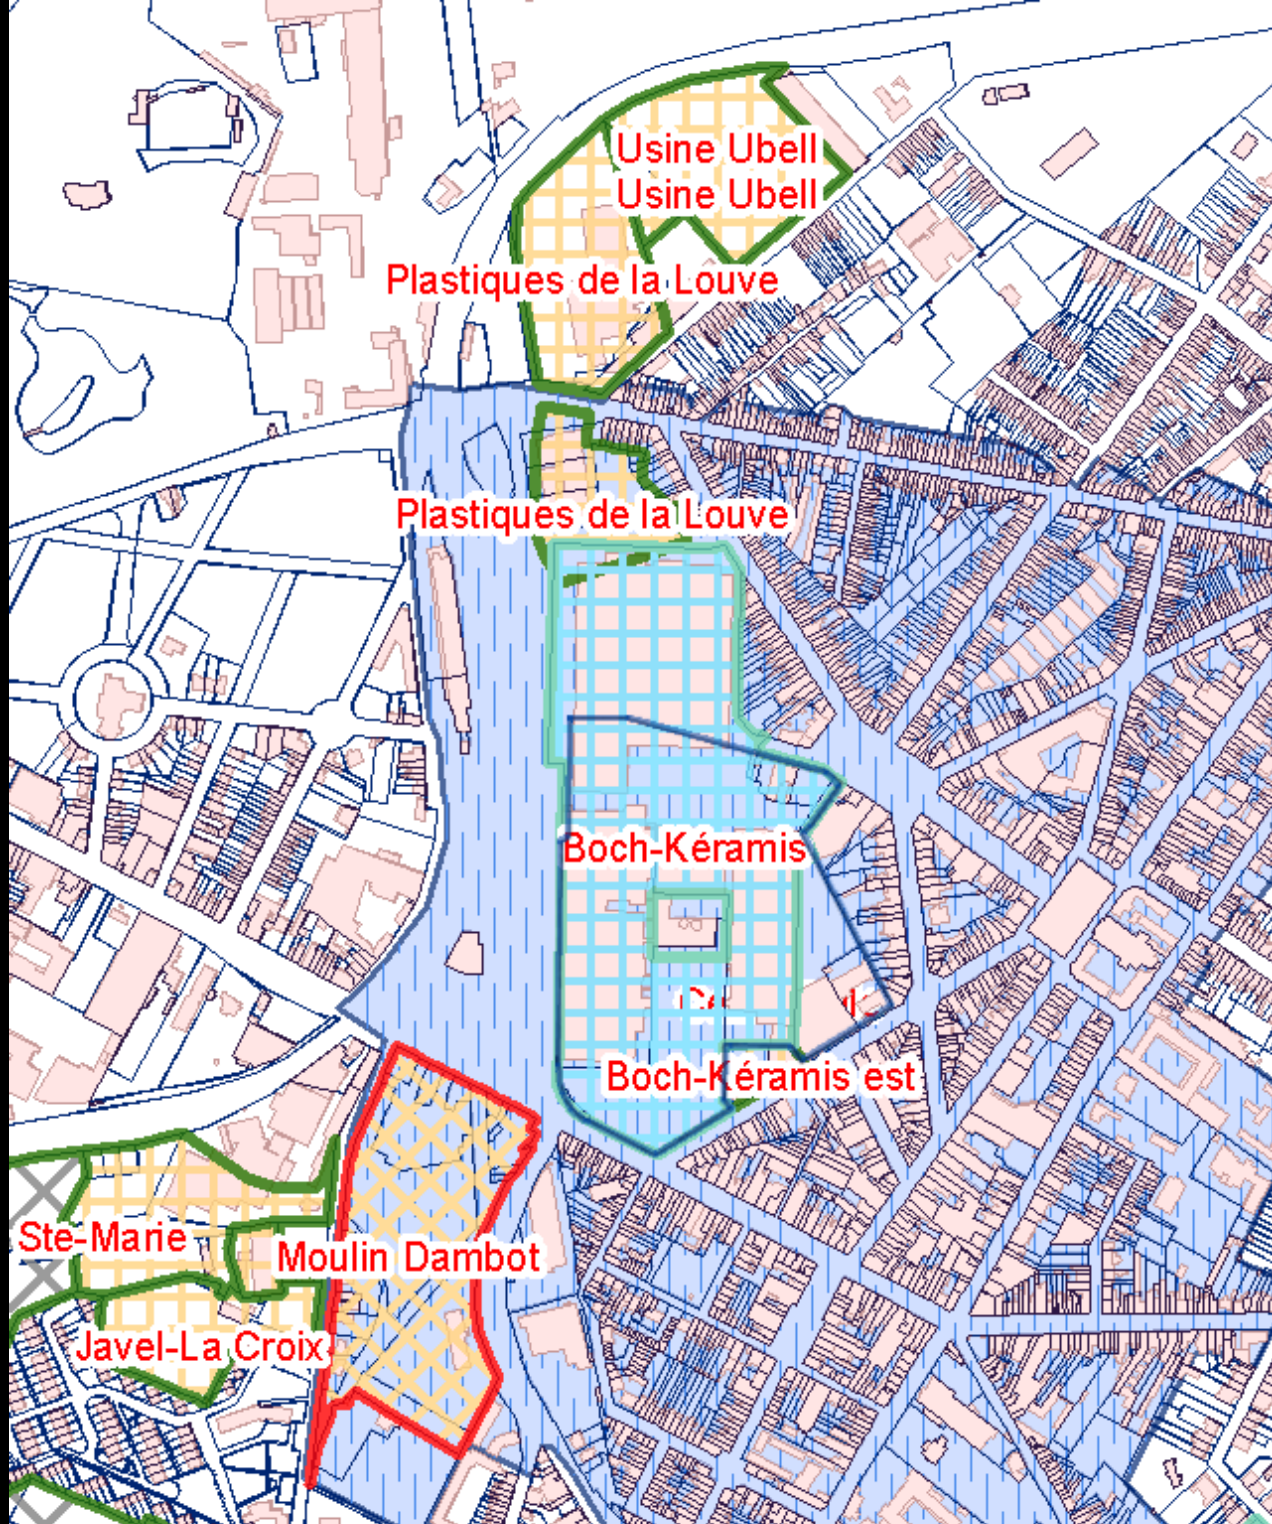 Usine Ubell
Usine Ubell
Plastiques de la Louve
Plastiques de la Louve
Boch-Kéramis
Boch-Kéramis est
Ste-Marie
Moulin Dambot
Javel-La Croix